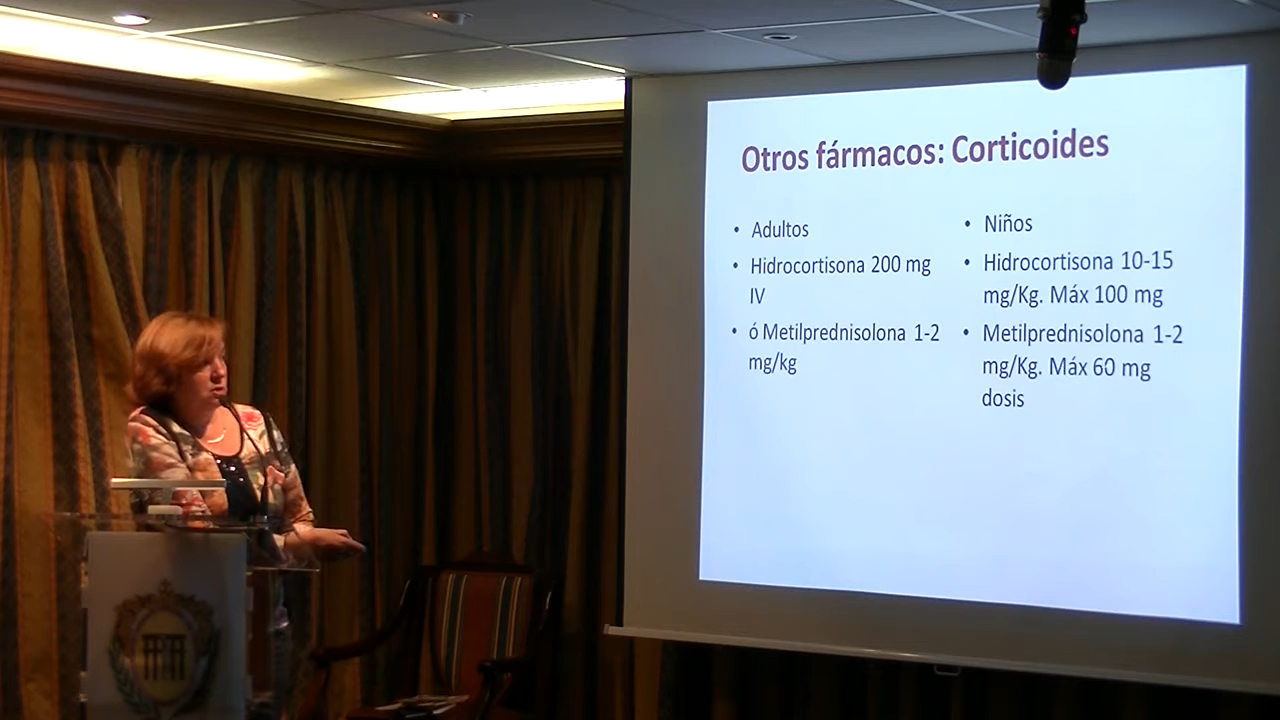 Otros fármacos: Corticoides
• Adultos
• Hidrocortisona 200 mg
IV
• ó Metilprednisolona 1-2
mg/kg
• Niños
• Hidrocortisona 10-15
mg/Kg. Máx 100 mg
• Metilprednisolona 1-2
mg/Kg. Máx 60 mg
dosis